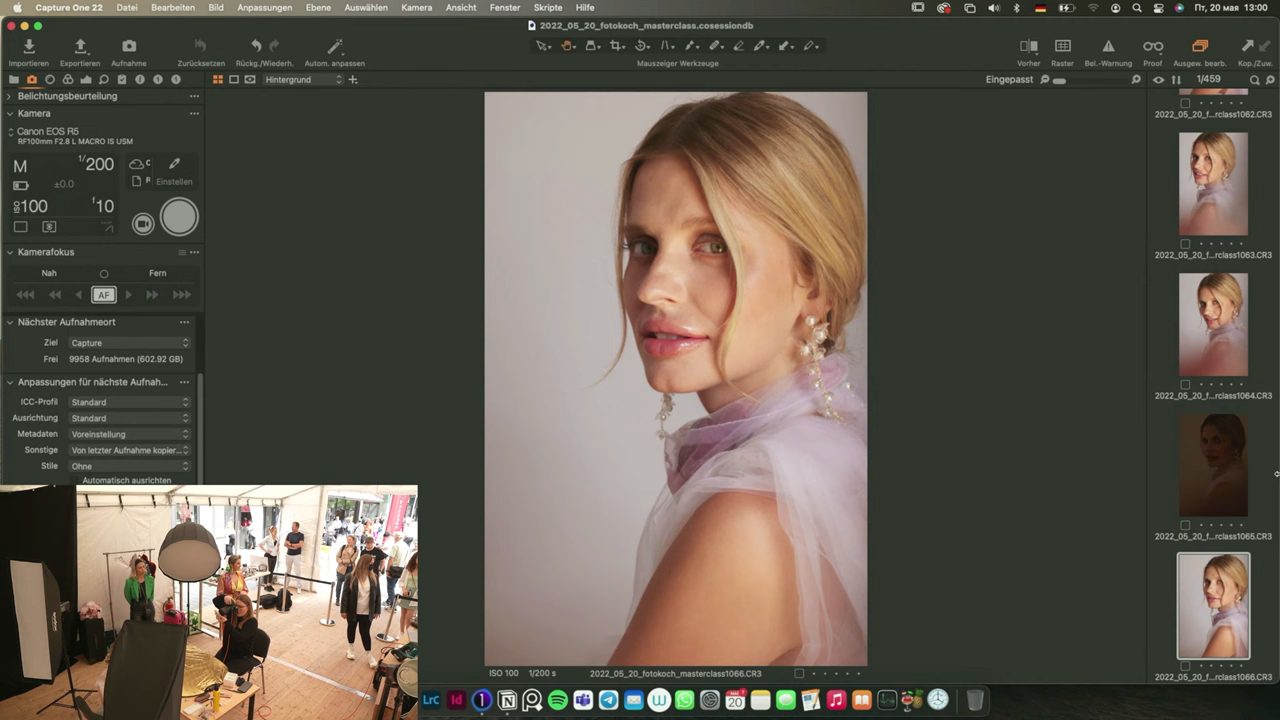 Capture One 22 Datei Bearbeiten Bild Anpassungen Ebene Auswählen Kamera Ansicht Fenster Skripte Hilfe Пт, 20 мая 13:00
2022_05_20_fotokoch_masterclass.cosessiondb
Importieren Exportieren Aufnahme Zurücksetzen Rückg./Wiederh. Autom. anpassen Mauszeiger Werkzeuge Vorher Raster Bel.-Warnung Proof Ausgew. bearb. Kop./Zuw.
Hintergrund Eingepasst 1/459
Belichtungsbeurteilung
2022_05_20_f...rclass1062.CR3
Kamera
Canon EOS R5
RF100mm F2.8 L MACRO IS USM
M 1/200 C
±0.0 F Einstellen
ISO100 f10
Kamerafokus
2022_05_20_f...rclass1063.CR3
Nah Fern
AF
Nächster Aufnahmeort
Ziel Capture
Frei 9958 Aufnahmen (602.92 GB)
Anpassungen für nächste Aufnah...
2022_05_20_f...rclass1064.CR3
ICC-Profil Standard
Ausrichtung Standard
Metadaten Voreinstellung
Sonstige Von letzter Aufnahme kopier...
Stile Ohne
Automatisch ausrichten
2022_05_20_f...rclass1065.CR3
ISO 100 1/200 s 2022_05_20_fotokoch_masterclass1066.CR3
2022_05_20_f...rclass1066.CR3
Lrc Id 1 20